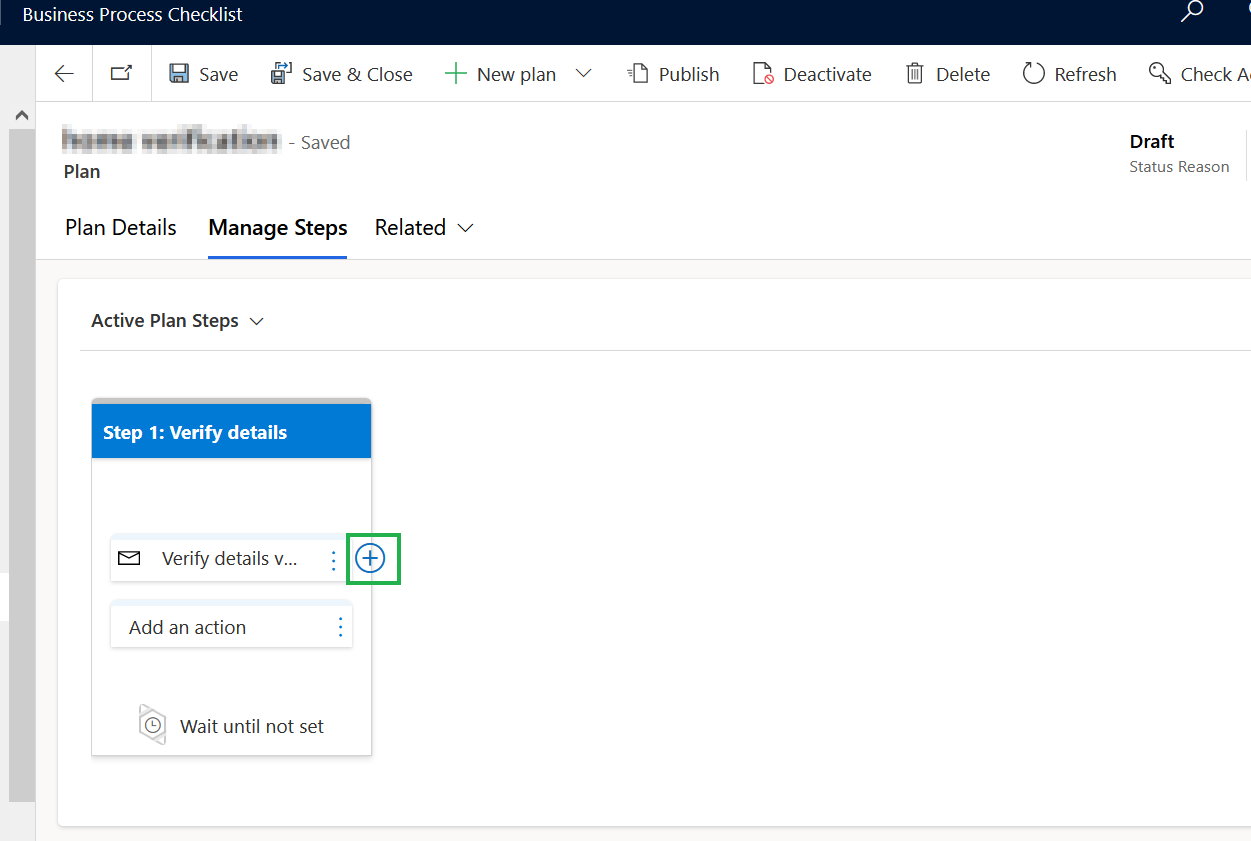 Business Process Checklist
Save
Save & Close
New plan
Publish
Deactivate
Delete
Refresh
Check A
- Saved
Plan
Draft
Status Reason
Plan Details
Manage Steps
Related
Active Plan Steps
Step 1: Verify details
Verify details v...
Add an action
Wait until not set